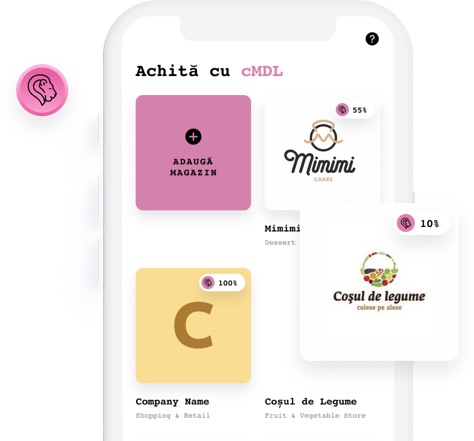 ?
Achită cu cMDL
ADAUGĂ
MAGAZIN
55%
Mimimi
CAKES
Mimimi
Dessert
10%
Coşul de legume
culese pe alese
100%
C
Company Name
Shopping & Retail
Coșul de Legume
Fruit & Vegetable Store